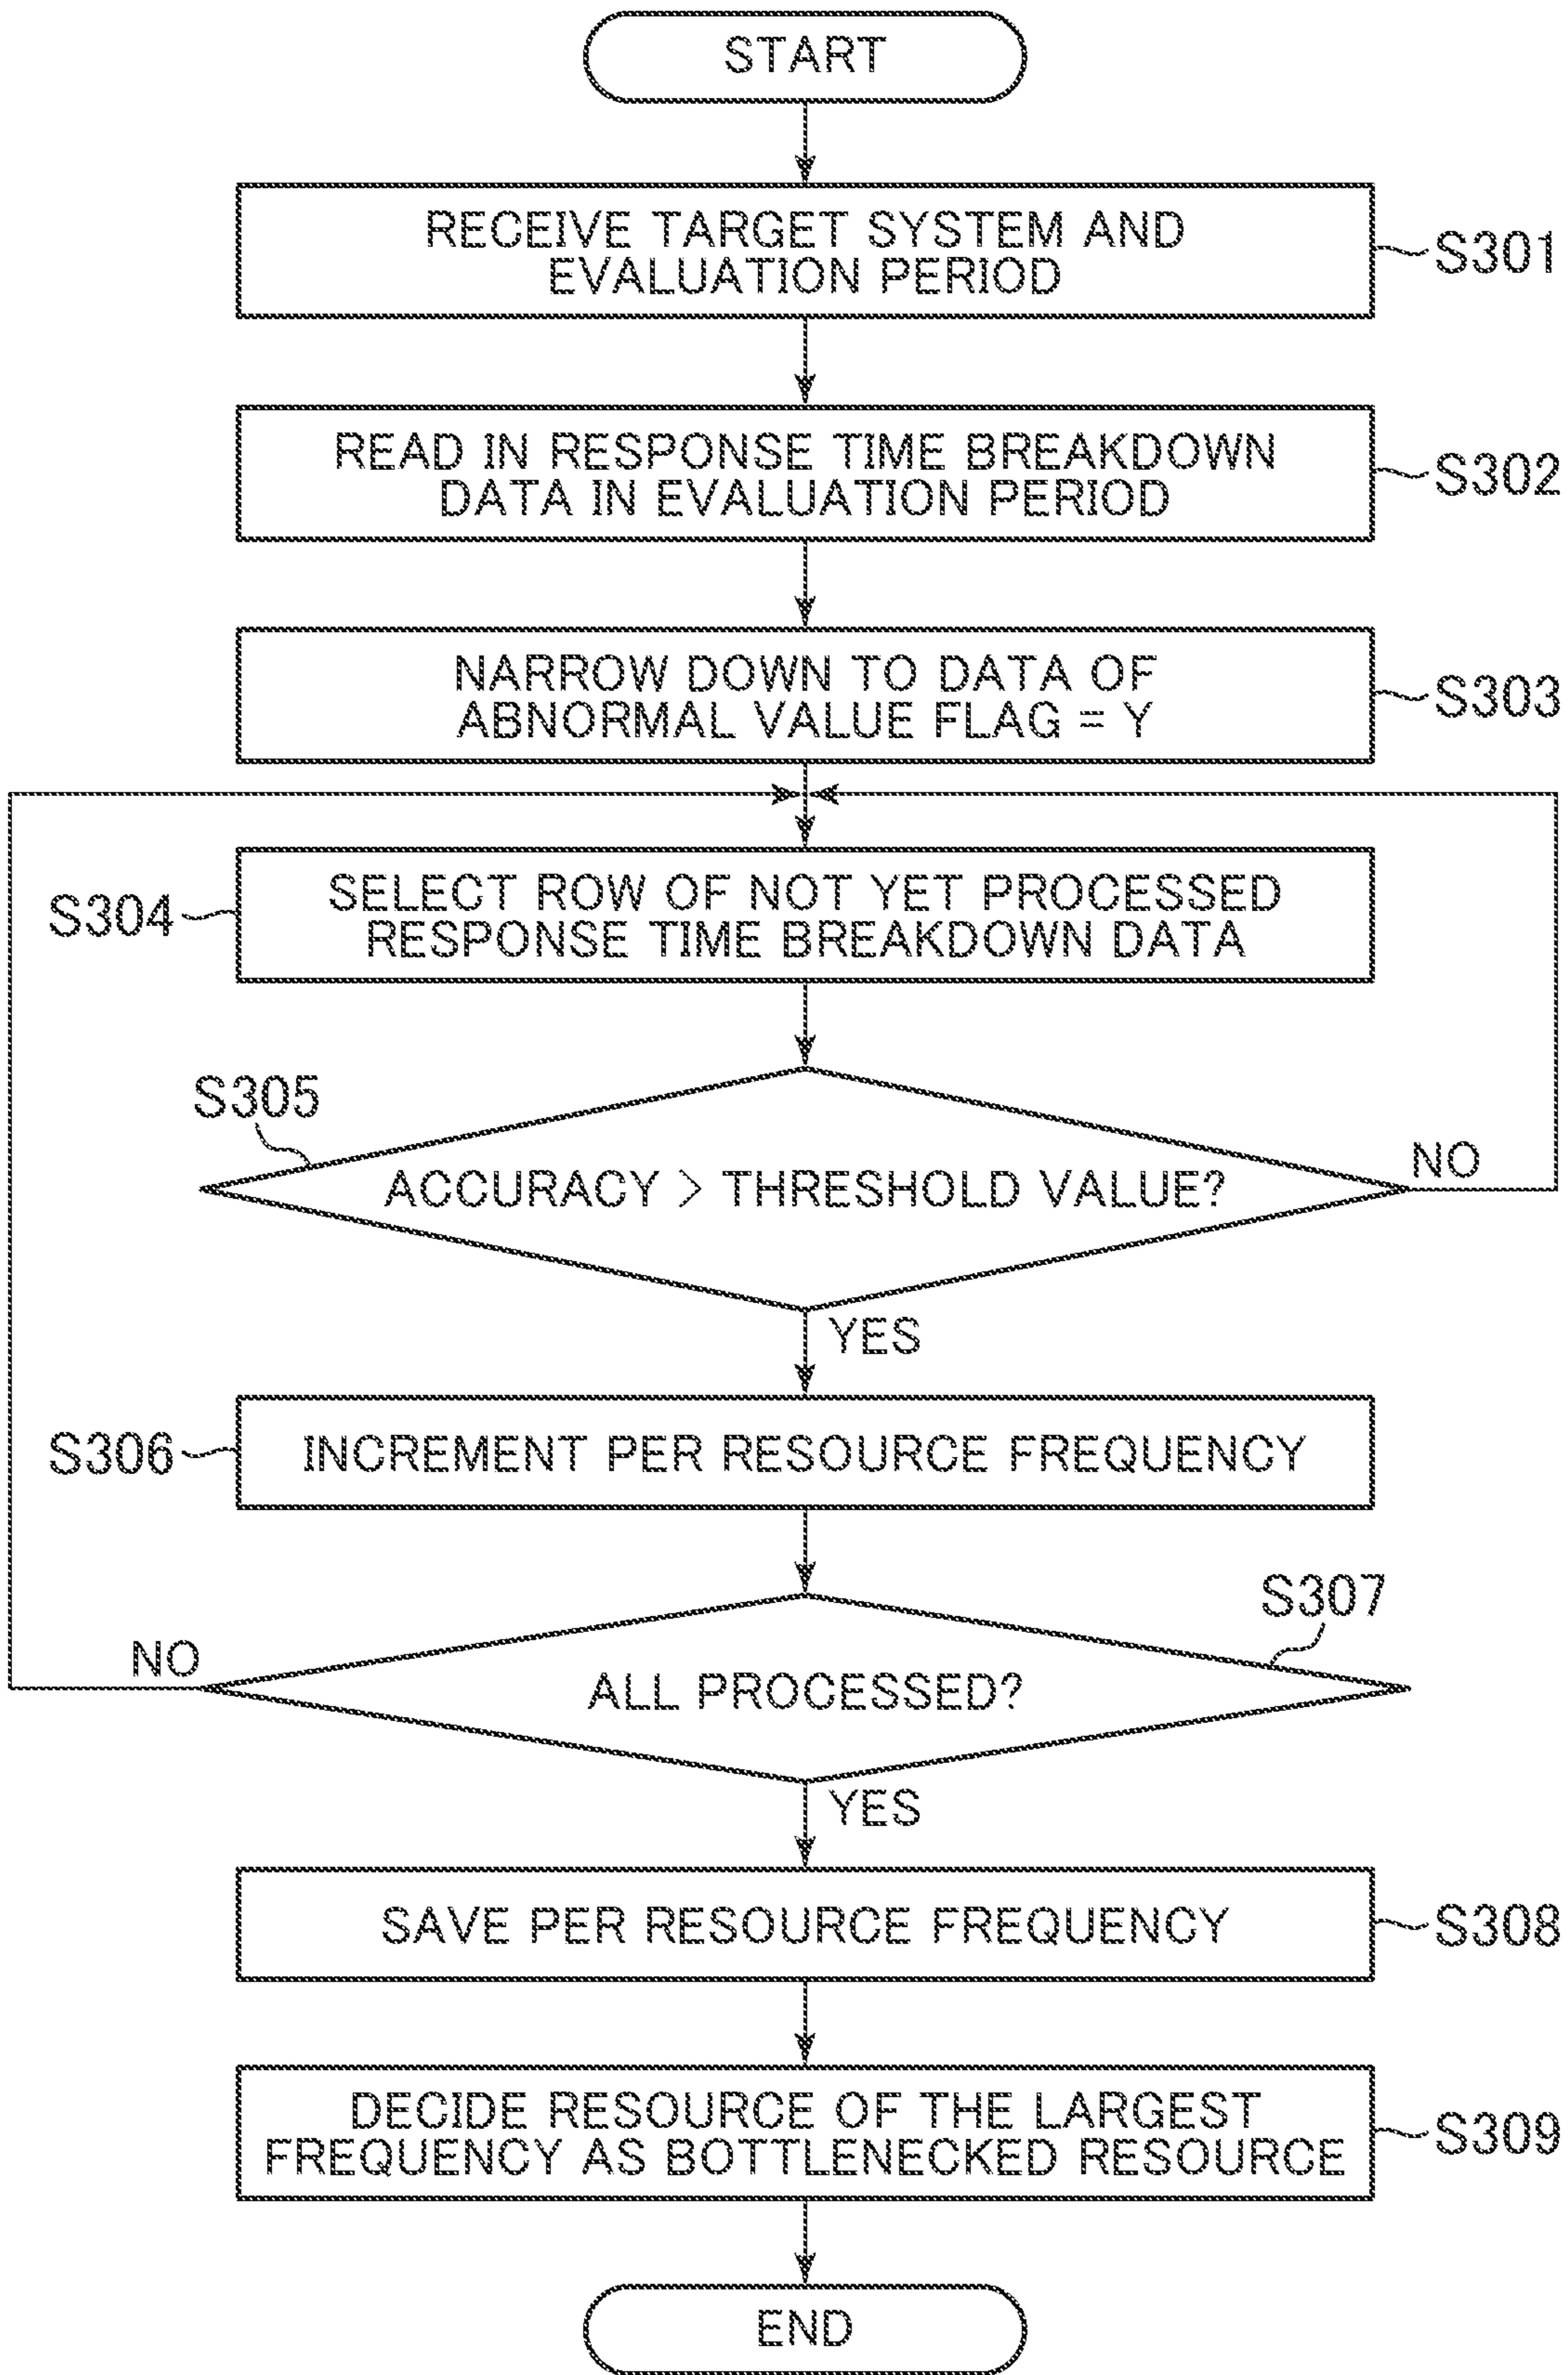 START
RECEIVE TARGET SYSTEM AND
EVALUATION PERIOD
S301
READ IN RESPONSE TIME BREAKDOWN
DATA IN EVALUATION PERIOD
S302
NARROW DOWN TO DATA OF
ABNORMAL VALUE FLAG = Y
S303
S304
SELECT ROW OF NOT YET PROCESSED
RESPONSE TIME BREAKDOWN DATA
S305
ACCURACY > THRESHOLD VALUE?
NO
YES
S306
INCREMENT PER RESOURCE FREQUENCY
S307
NO
ALL PROCESSED?
YES
SAVE PER RESOURCE FREQUENCY
S308
DECIDE RESOURCE OF THE LARGEST
FREQUENCY AS BOTTLENECKED RESOURCE
S309
END